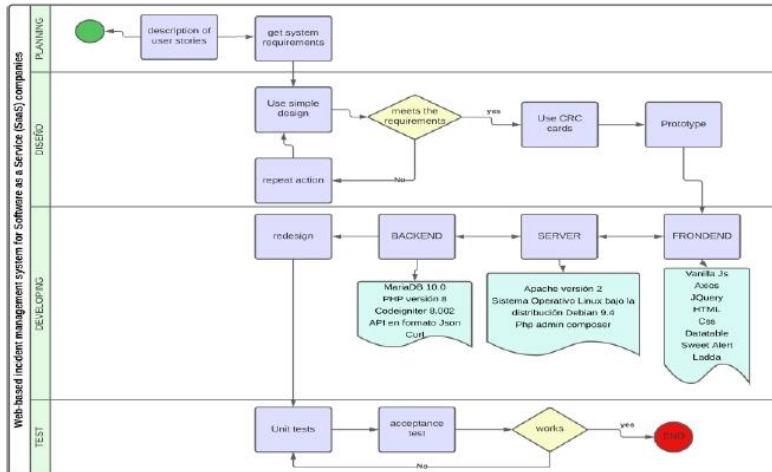 Web-based incident management system for Software as a Service (SaaS) companies
PLANNING
description of
user stories
get system
requirements
DISEÑO
Use simple
design
meets the
requirements
yes
Use CRC
cards
Prototype
No
repeat action
DEVELOPING
redesign
BACKEND
SERVER
FRONDEND
MariaDB 10.0
PHP versión 8
Codeigniter 8.002
API en formato Json
Curl
Apache versión 2
Sistema Operativo Linux bajo la
distribución Debian 9.4
Php admin composer
Vanilla Js
Axios
JQuery
HTML
Css
Datatable
Sweet Alert
Ladda
TEST
Unit tests
acceptance
test
works
yes
END
No